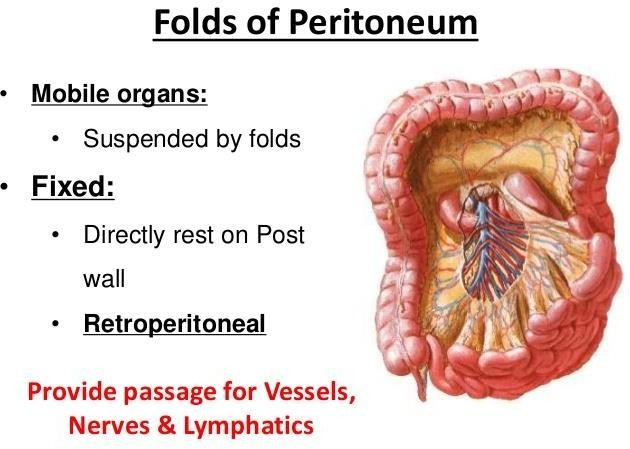 Folds of Peritoneum
• Mobile organs:
• Suspended by folds
• Fixed:
• Directly rest on Post
wall
• Retroperitoneal
Provide passage for Vessels,
Nerves & Lymphatics